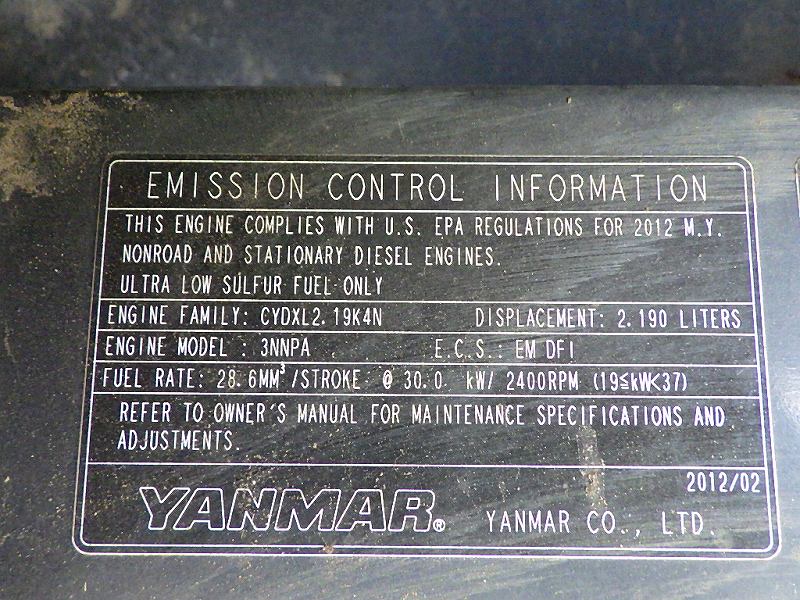 EMISSION CONTROL INFORMATION
THIS ENGINE COMPLIES WITH U.S. EPA REGULATIONS FOR 2012 M.Y.
NONROAD AND STATIONARY DIESEL ENGINES.
ULTRA LOW SULFUR FUEL ONLY
ENGINE FAMILY: CYDXL2.19K4N DISPLACEMENT: 2.190 LITERS
ENGINE MODEL : 3NNPA E.C.S.: EM DFI
FUEL RATE: 28.6MM³/STROKE @ 30.0 kW/ 2400RPM (19≦kW<37)
REFER TO OWNER'S MANUAL FOR MAINTENANCE SPECIFICATIONS AND
ADJUSTMENTS.
2012/02
YANMAR® YANMAR CO., LTD.